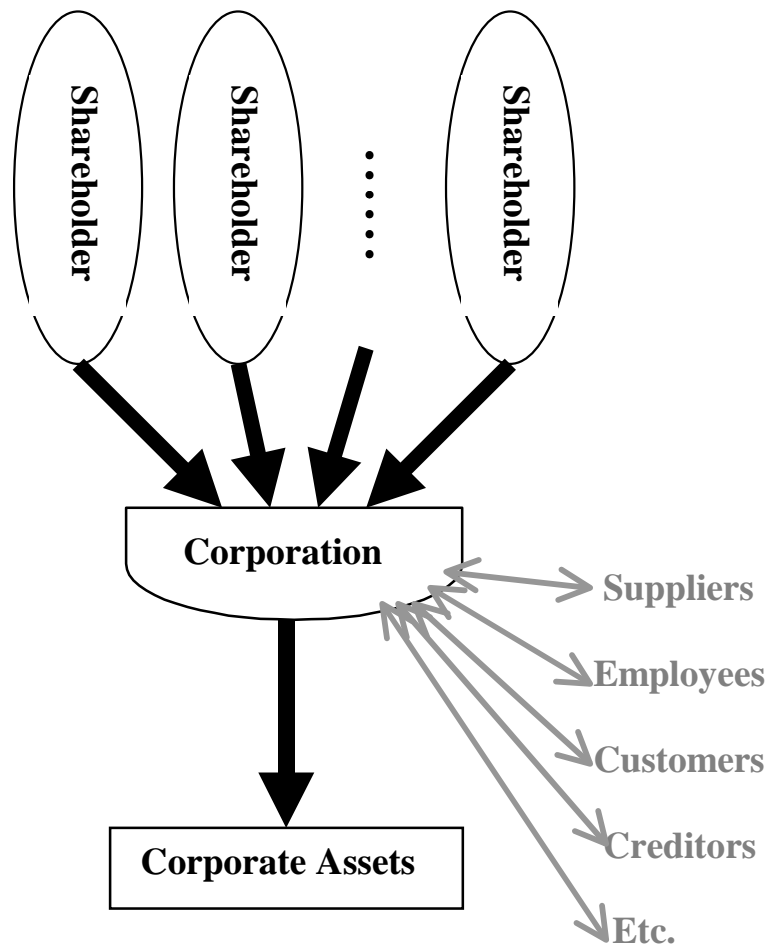 Shareholder
Shareholder
......
Shareholder
Corporation
Suppliers
Employees
Customers
Creditors
Corporate Assets
Etc.